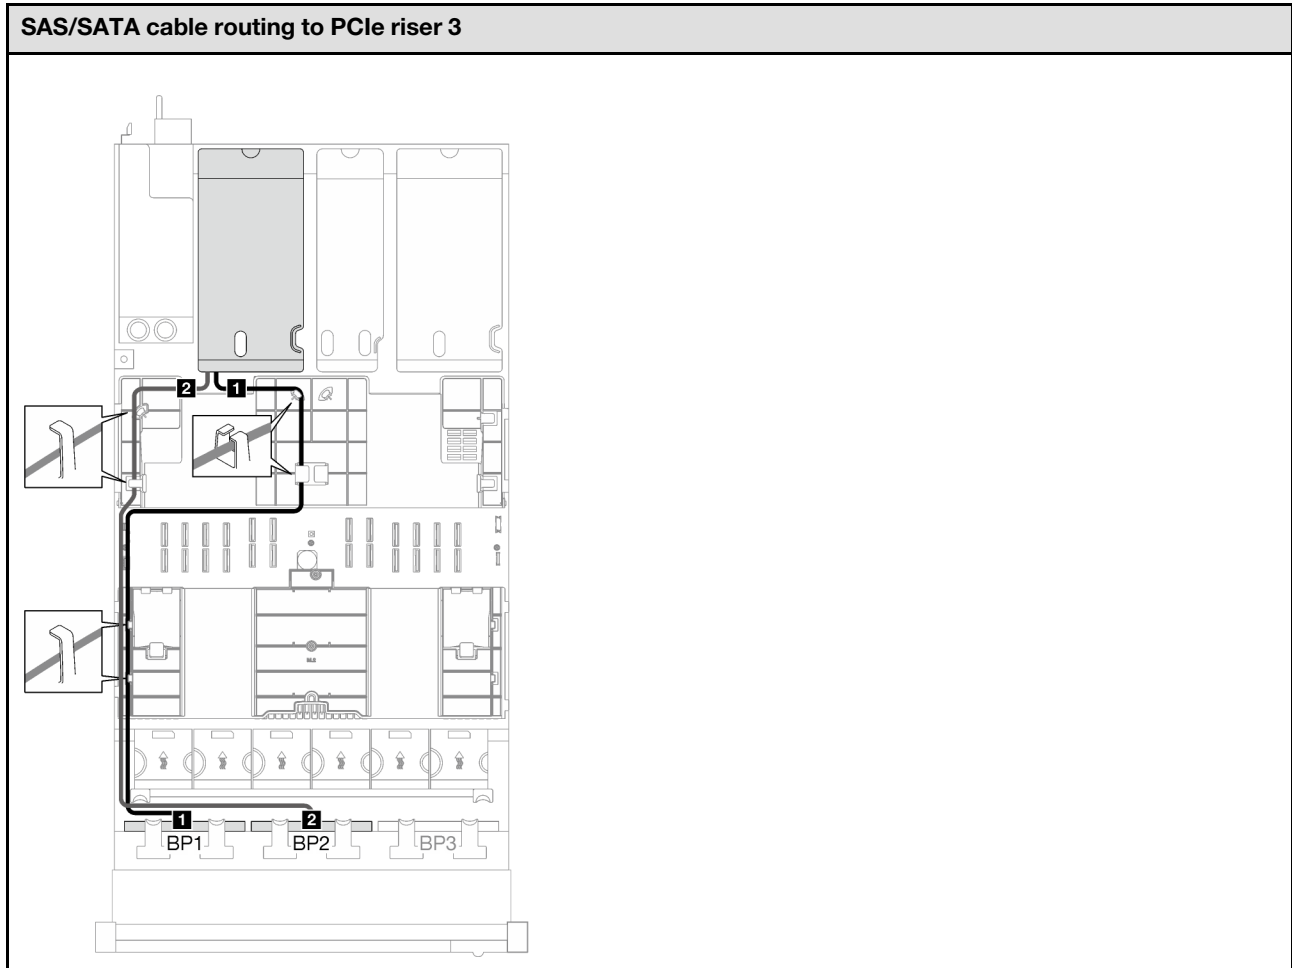 SAS/SATA cable routing to PCIe riser 3
2 1
1 2
BP1 BP2 BP3